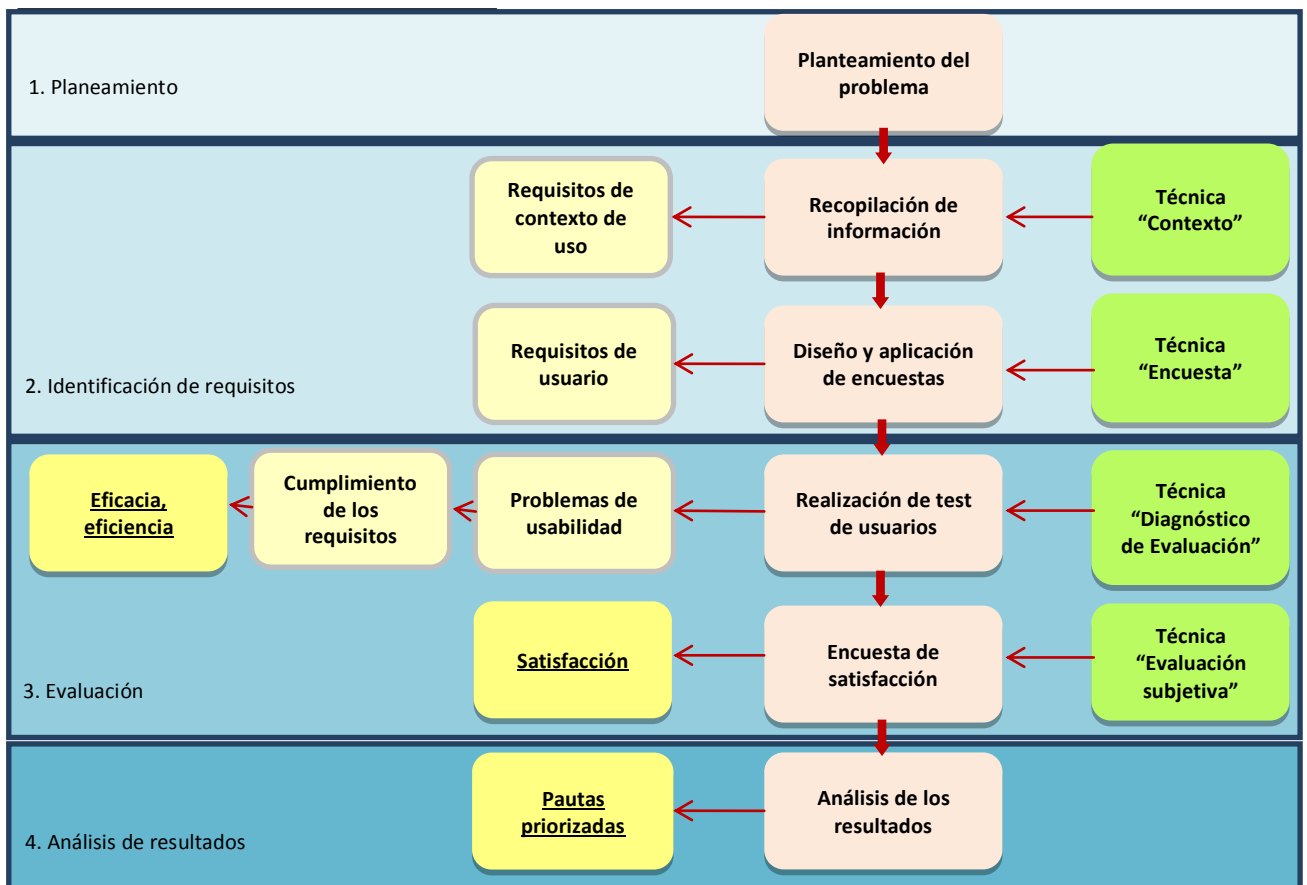 1. Planeamiento
Planteamiento del
problema
Requisitos de
contexto de
uso
Recopilación de
información
Técnica
“Contexto”
Requisitos de
usuario
Diseño y aplicación
de encuestas
Técnica
“Encuesta”
2. Identificación de requisitos
Eficacia,
eficiencia
Cumplimiento
de los
requisitos
Problemas de
usabilidad
Realización de test
de usuarios
Técnica
“Diagnóstico
de Evaluación”
Satisfacción
Encuesta de
satisfacción
Técnica
“Evaluación
subjetiva”
3. Evaluación
Pautas
priorizadas
Análisis de los
resultados
4. Análisis de resultados